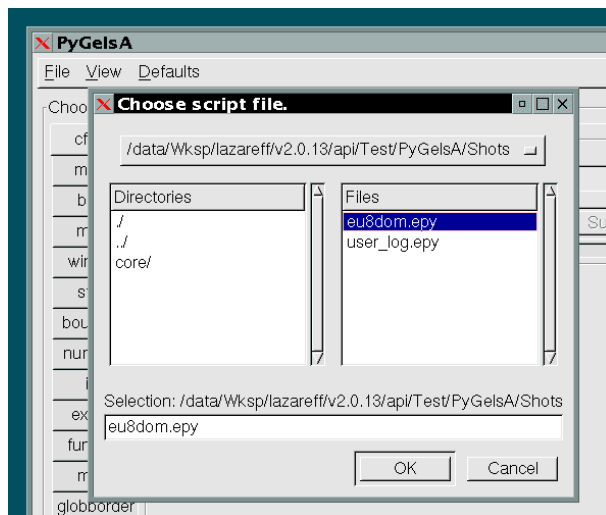 PyGelsA
File View Defaults
Choose script file.
/data/Wksp/lazareff/v2.0.13/api/Test/PyGelsA/Shots
Directories
./
../
core/
Files
eu8dom.epy
user_log.epy
Selection: /data/Wksp/lazareff/v2.0.13/api/Test/PyGelsA/Shots
eu8dom.epy
OK Cancel
globborder